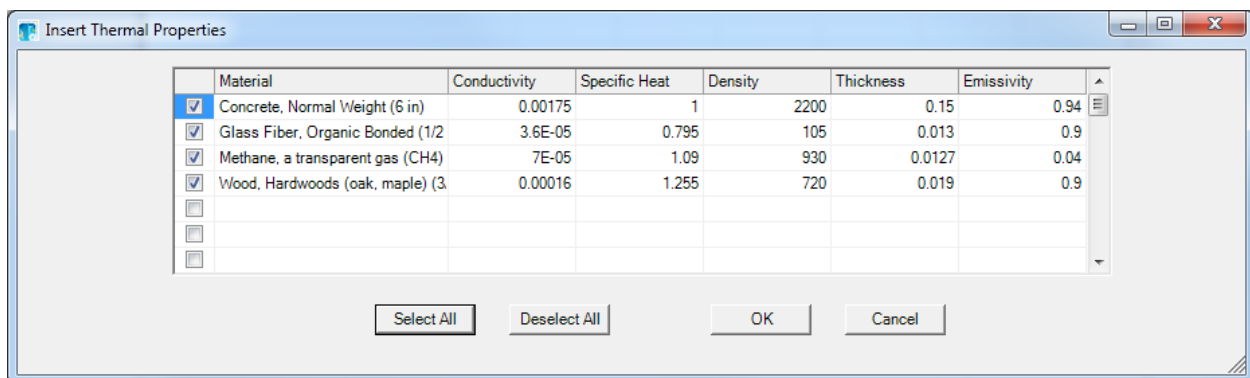 Insert Thermal Properties
Material Conductivity Specific Heat Density Thickness Emissivity
Concrete, Normal Weight (6 in) 0.00175 1 2200 0.15 0.94
Glass Fiber, Organic Bonded (1/2 3.6E-05 0.795 105 0.013 0.9
Methane, a transparent gas (CH4) 7E-05 1.09 930 0.0127 0.04
Wood, Hardwoods (oak, maple) (3/ 0.00016 1.255 720 0.019 0.9
Select All Deselect All OK Cancel